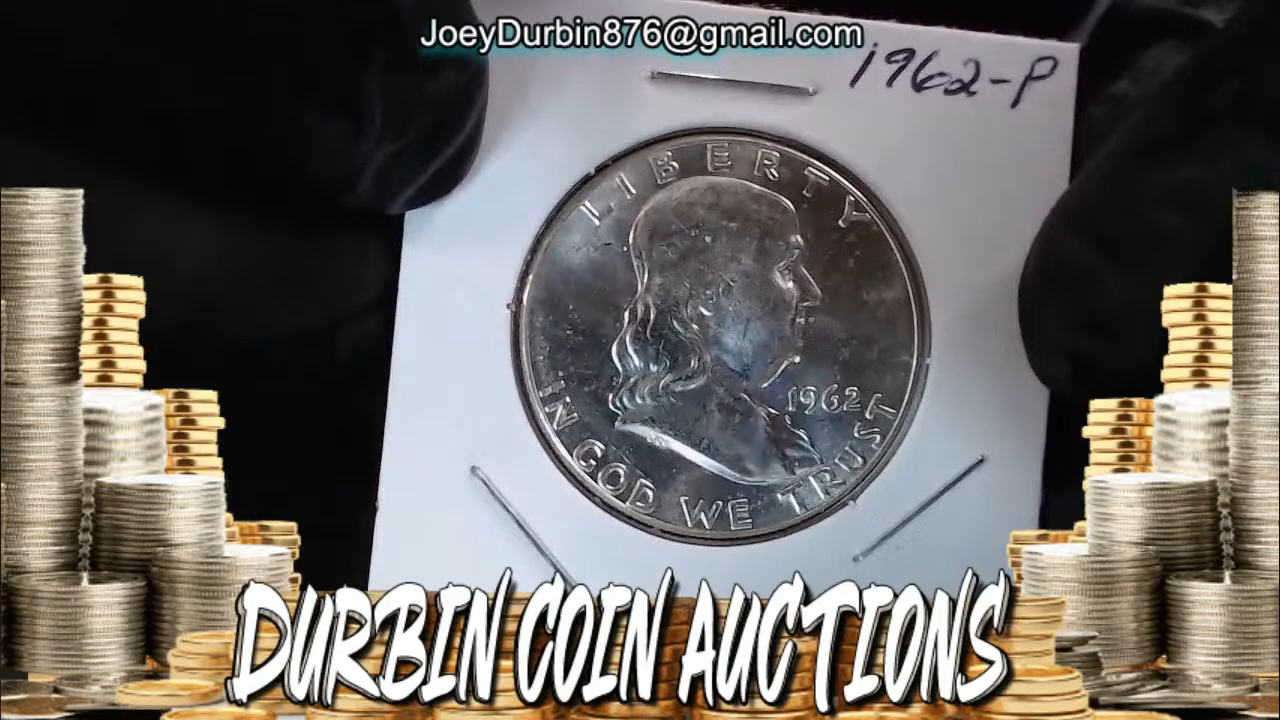 JoeyDurbin876@gmail.com
1962-P
LIBERTY
1962
IN GOD WE TRUST
DURBIN COIN AUCTIONS